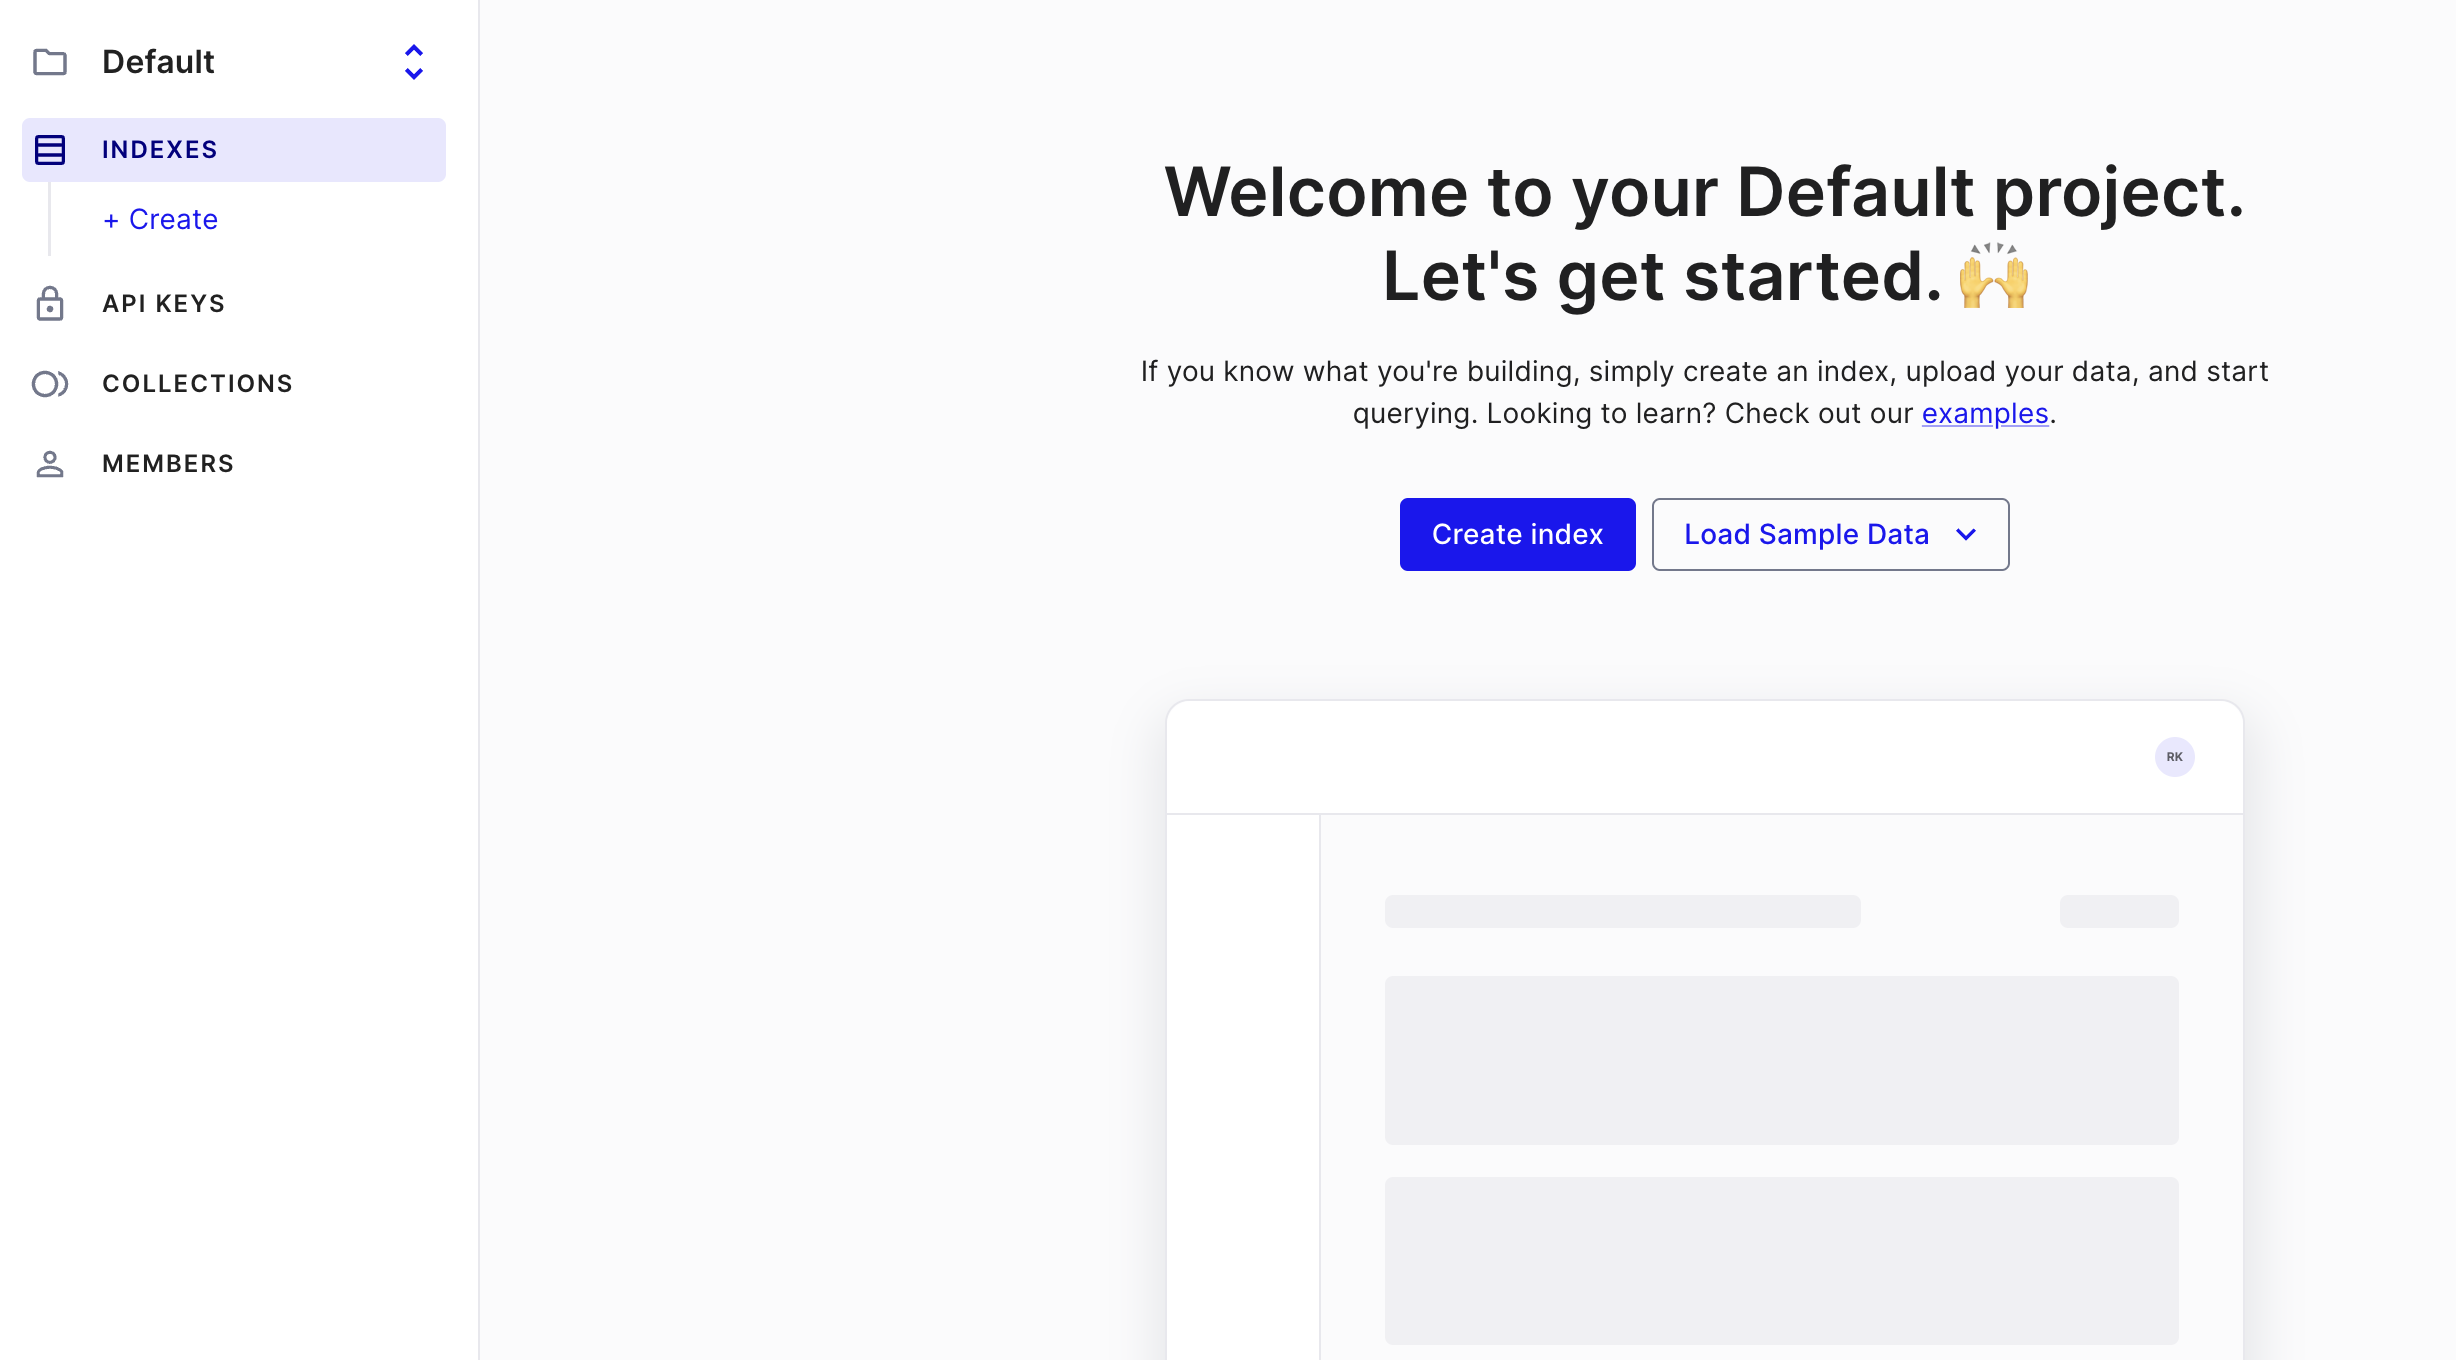 Default
INDEXES
+ Create
API KEYS
COLLECTIONS
MEMBERS
Welcome to your Default project.
Let's get started. 🙌
If you know what you're building, simply create an index, upload your data, and start
querying. Looking to learn? Check out our examples.
Create index
Load Sample Data
RK